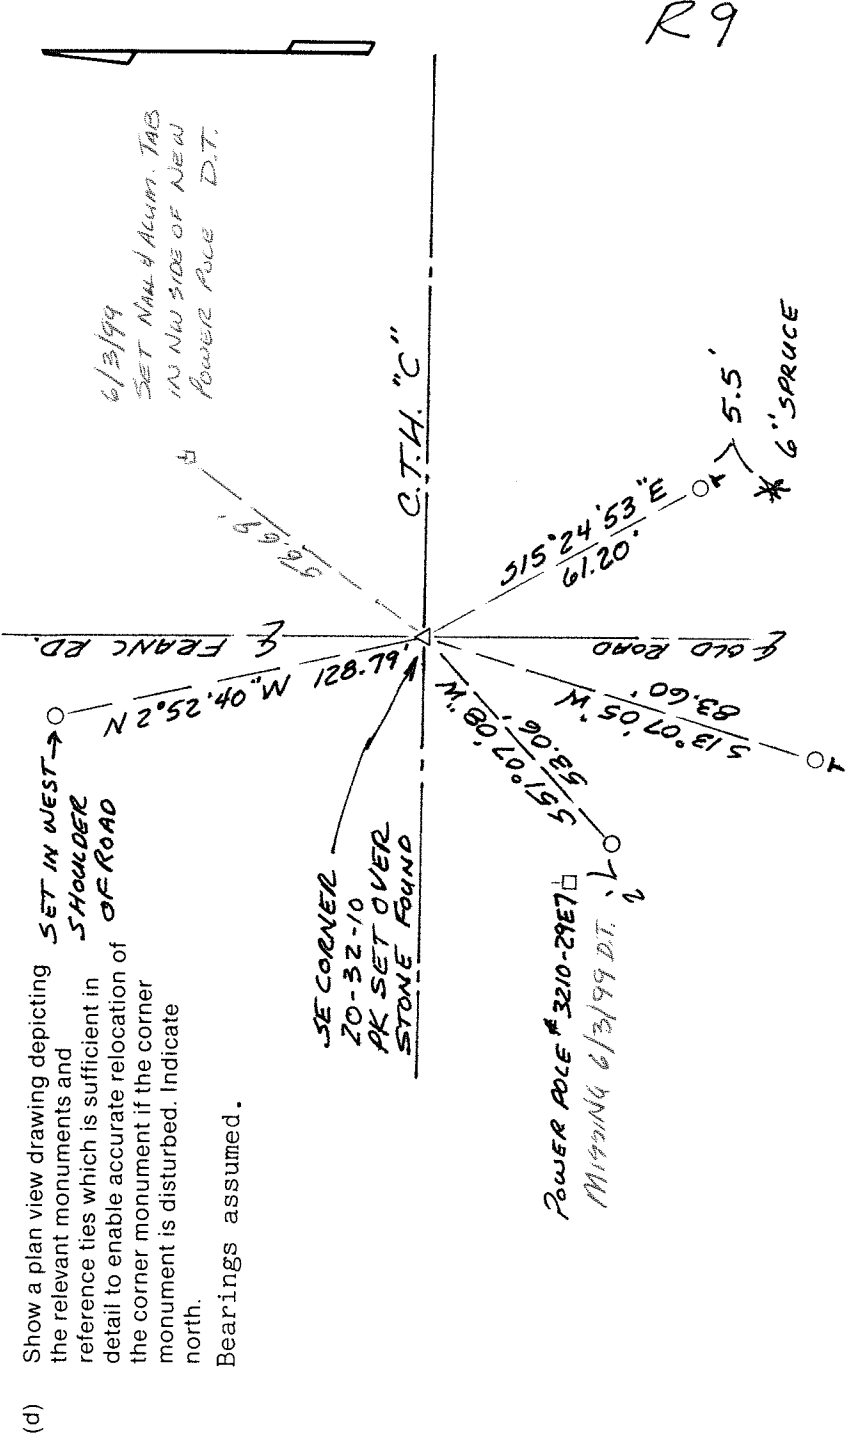 R9
(d) Show a plan view drawing depicting
the relevant monuments and
reference ties which is sufficient in
detail to enable accurate relocation of
the corner monument if the corner
monument is disturbed. Indicate
north.
Bearings assumed.
6/3/99
SET NAIL & ALUM. TAB
IN NW SIDE OF NEW
POWER POLE D.T.
56.69'
SET IN WEST
SHOULDER
OF ROAD
N 2°52'40" W 128.79'
℄ FRANC RD.
C.T.H. "C"
SE CORNER
20-32-10
PK SET OVER
STONE FOUND
S51°07'08"W
53.06'
S13°07'05"W
83.60'
℄ OLD ROAD
S15°24'53"E
61.20'
5.5'
6" SPRUCE
POWER POLE #3210-29E7
2'
MISSING 6/3/99 D.T.